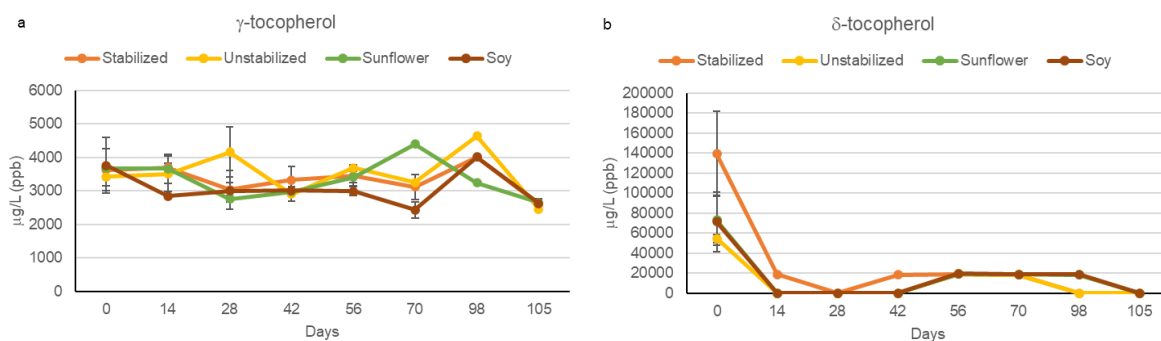 a
γ-tocopherol
Stabilized Unstabilized Sunflower Soy
6000
5000
4000
3000
2000
1000
0
μg/L (ppb)
0 14 28 42 56 70 98 105
Days
b
δ-tocopherol
Stabilized Unstabilized Sunflower Soy
200000
180000
160000
140000
120000
100000
80000
60000
40000
20000
0
μg/L (ppb)
0 14 28 42 56 70 98 105
Days